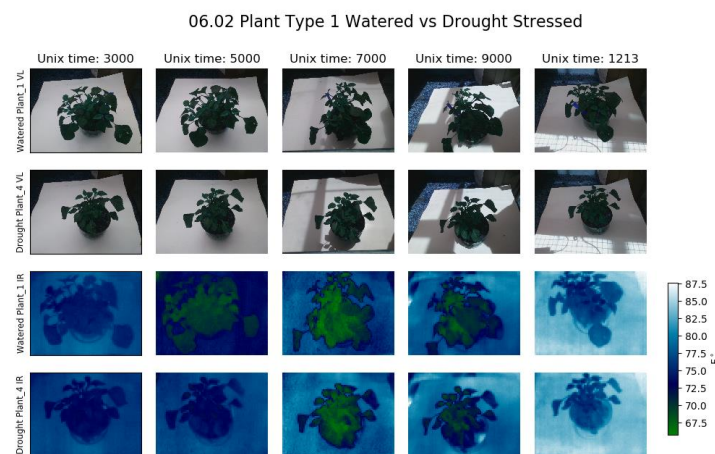 06.02 Plant Type 1 Watered vs Drought Stressed
Unix time: 3000 Unix time: 5000 Unix time: 7000 Unix time: 9000 Unix time: 1213
Watered Plant_1 VL
Drought Plant_4 VL
Watered Plant_1 IR
Drought Plant_4 IR
87.5
85.0
82.5
80.0
77.5
75.0
72.5
70.0
67.5
F°